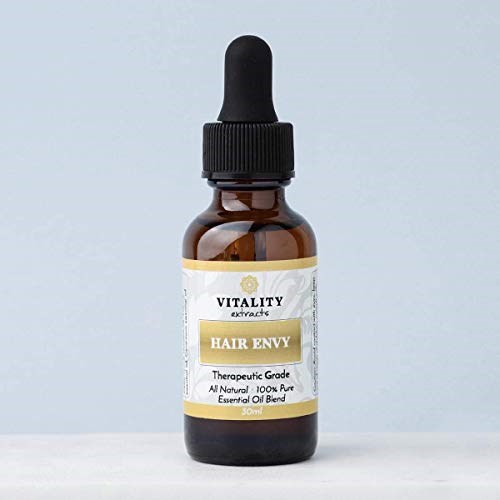 VITALITY
extracts
HAIR ENVY
Therapeutic Grade
All Natural · 100% Pure
Essential Oil Blend
30ml